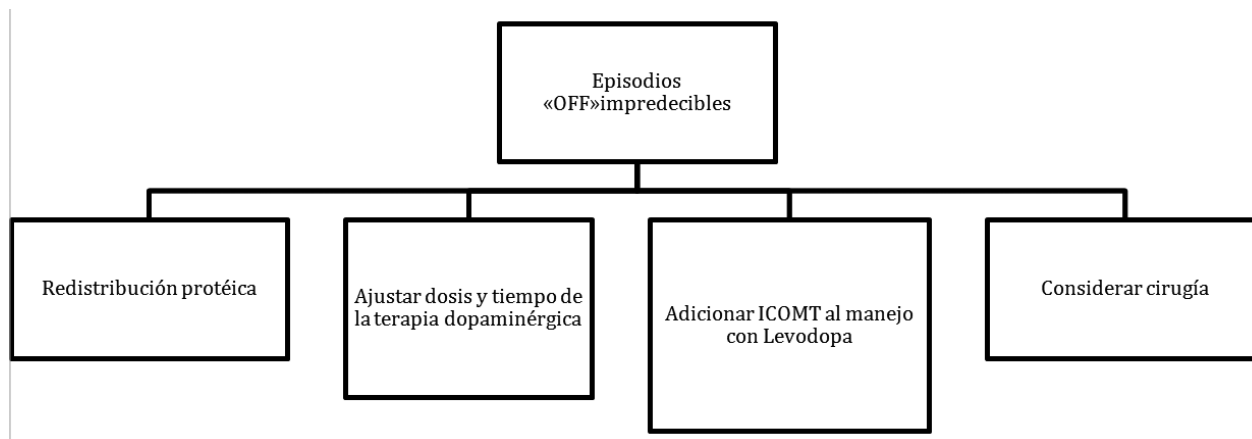 Episodios
«OFF»impredecibles
Redistribución protéica
Ajustar dosis y tiempo de
la terapia dopaminérgica
Adicionar ICOMT al manejo
con Levodopa
Considerar cirugía